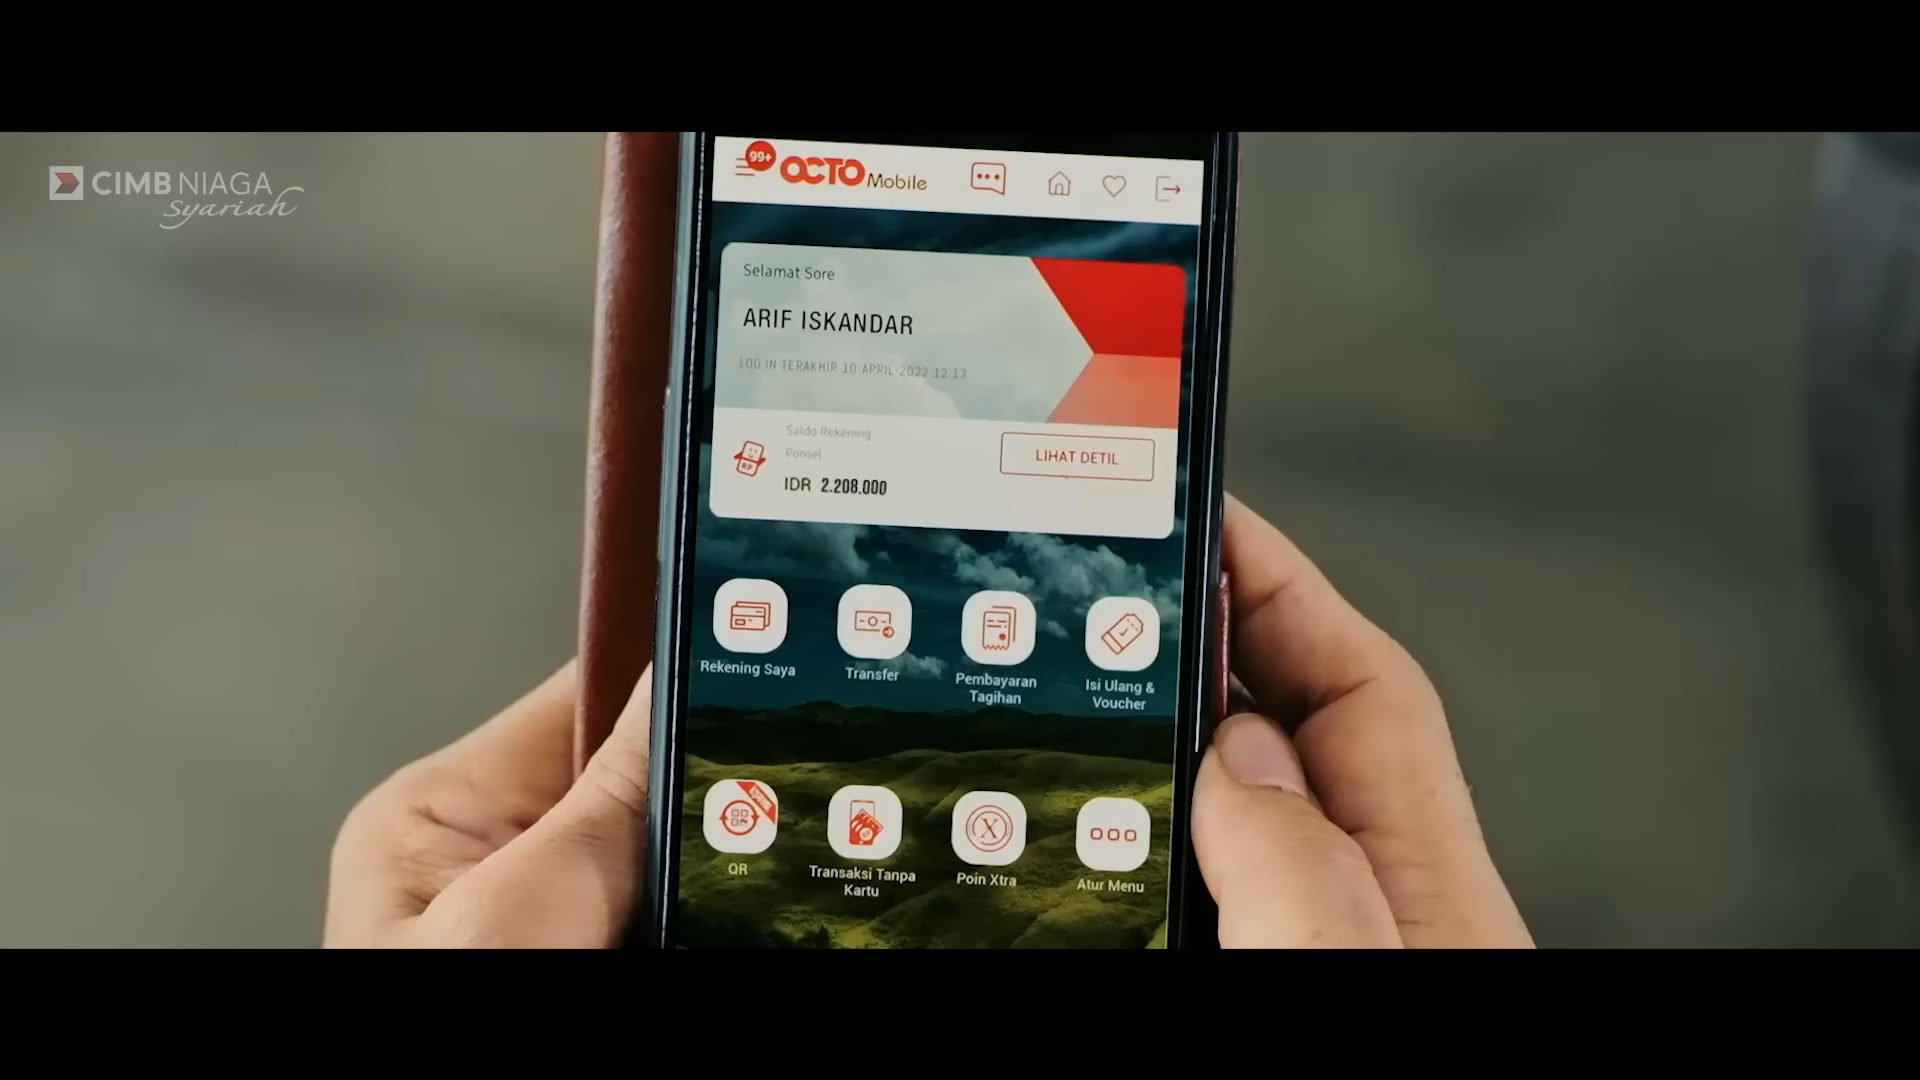 CIMB NIAGA
Syariah
99+
OCTO Mobile
Selamat Sore
ARIF ISKANDAR
LOG IN TERAKHIR 10-APRIL-2022 12:13
Saldo Rekening
Ponsel
RP
IDR 2.208.000
LIHAT DETIL
Rekening Saya
Transfer
Pembayaran
Tagihan
Isi Ulang &
Voucher
QR
Transaksi Tanpa
Kartu
X
Poin Xtra
Atur Menu